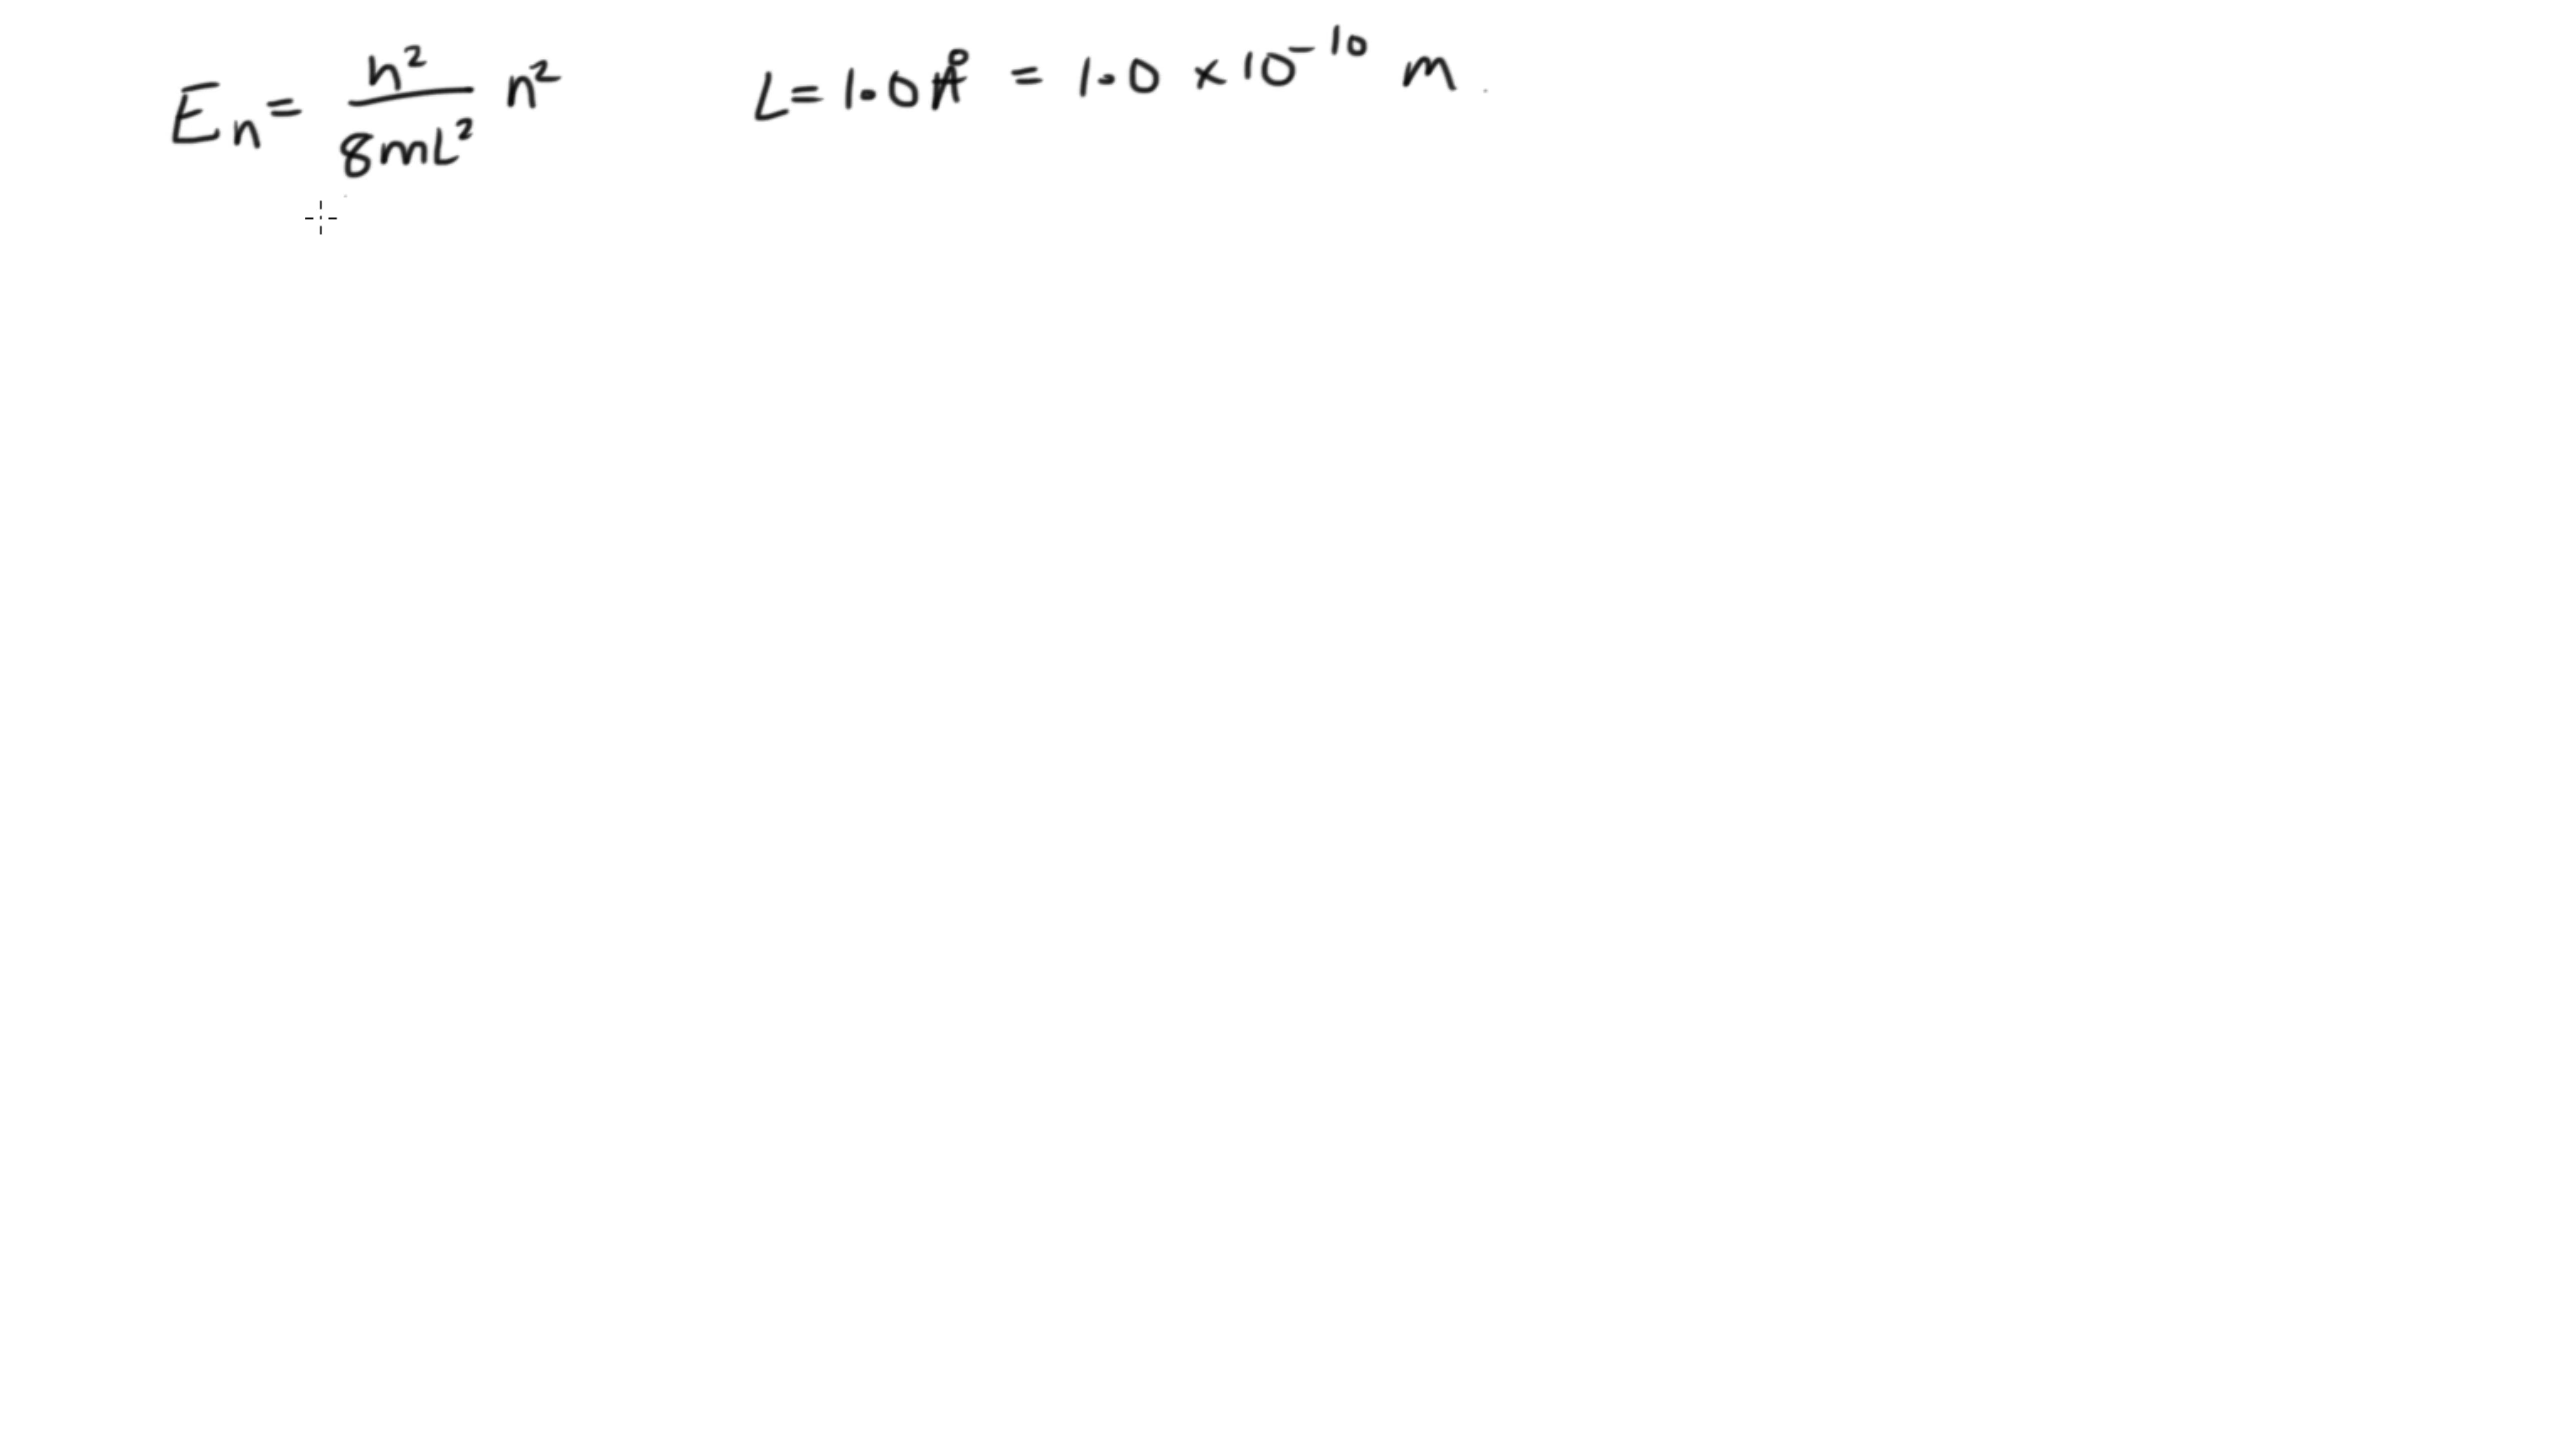 Eₙ = h²/8mL² n² L = 1.0 Å = 1.0 × 10⁻¹⁰ m